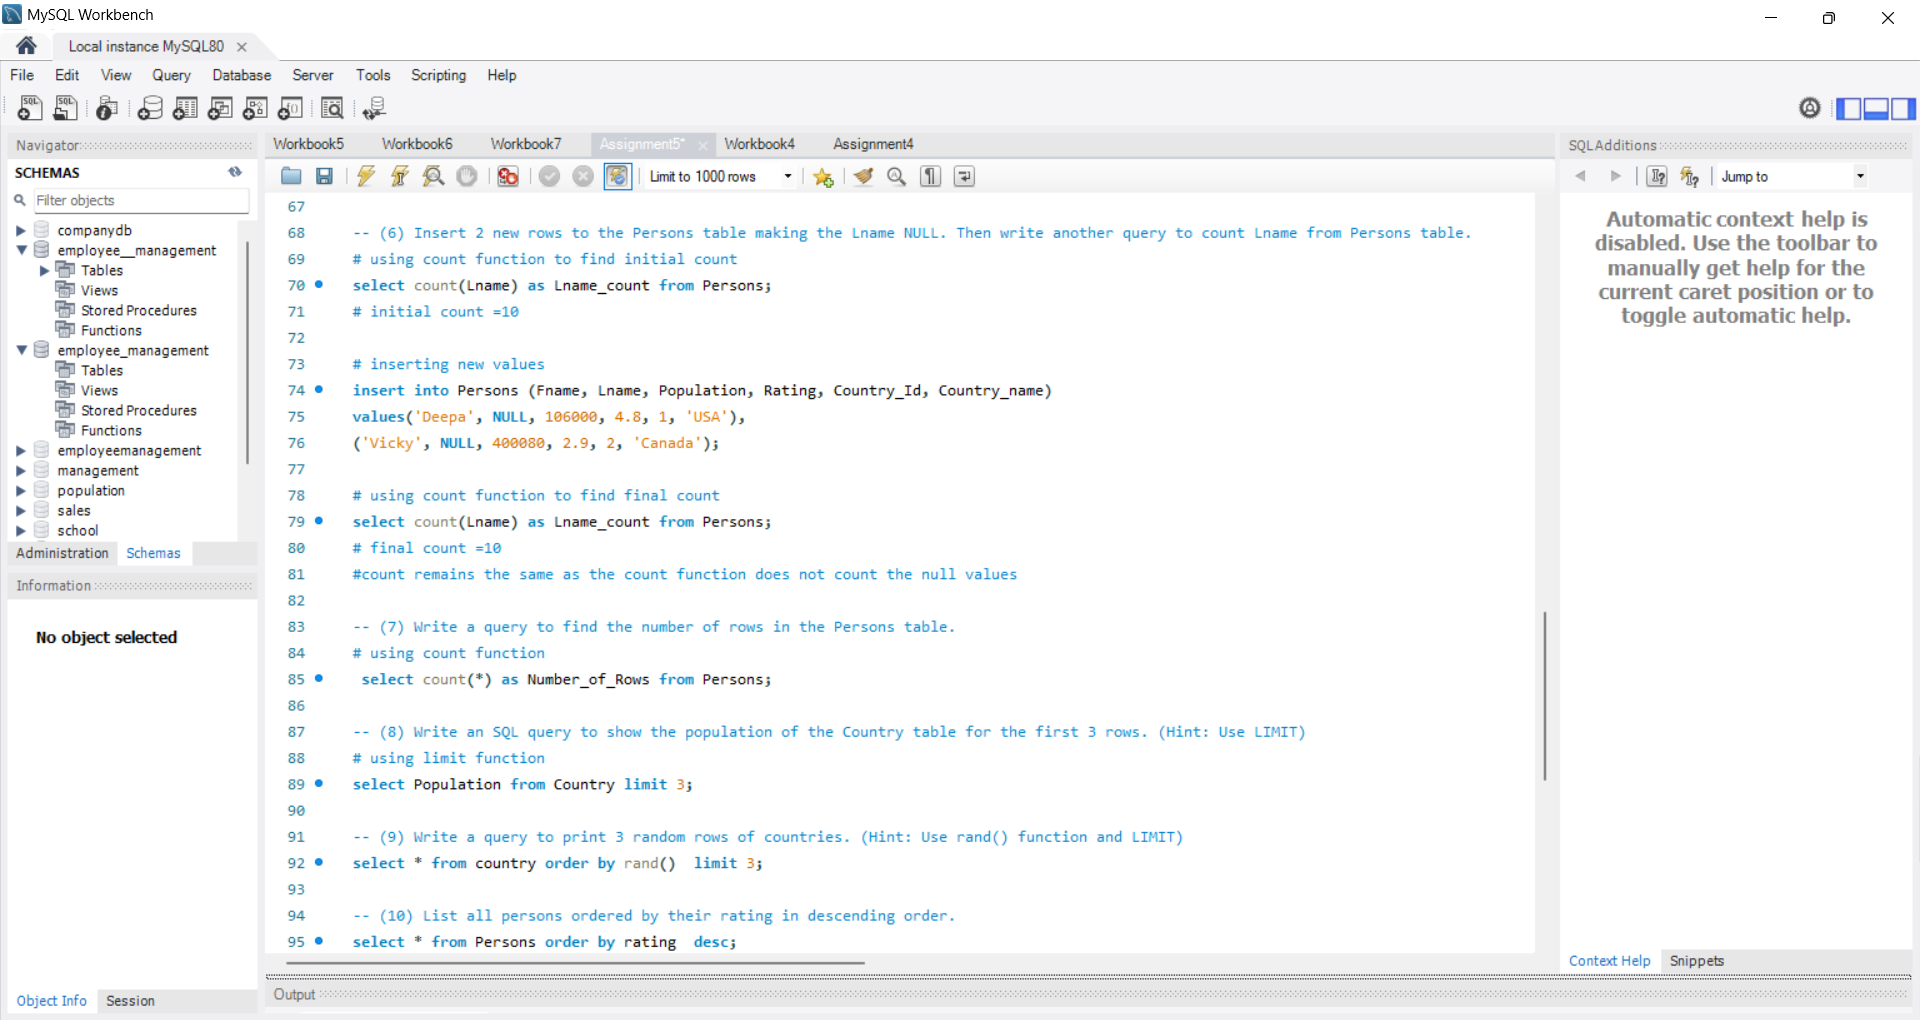 MySQL Workbench
Local instance MySQL80
File Edit View Query Database Server Tools Scripting Help
Navigator
SCHEMAS
Filter objects
companydb
employee__management
Tables
Views
Stored Procedures
Functions
employee_management
Tables
Views
Stored Procedures
Functions
employeemanagement
management
population
sales
school
Administration Schemas
Information
No object selected
Object Info Session
Workbook5 Workbook6 Workbook7 Assignment5* Workbook4 Assignment4
Limit to 1000 rows
67
68 -- (6) Insert 2 new rows to the Persons table making the Lname NULL. Then write another query to count Lname from Persons table.
69 # using count function to find initial count
70 select count(Lname) as Lname_count from Persons;
71 # initial count =10
72
73 # inserting new values
74 insert into Persons (Fname, Lname, Population, Rating, Country_Id, Country_name)
75 values('Deepa', NULL, 106000, 4.8, 1, 'USA'),
76 ('Vicky', NULL, 400080, 2.9, 2, 'Canada');
77
78 # using count function to find final count
79 select count(Lname) as Lname_count from Persons;
80 # final count =10
81 #count remains the same as the count function does not count the null values
82
83 -- (7) Write a query to find the number of rows in the Persons table.
84 # using count function
85 select count(*) as Number_of_Rows from Persons;
86
87 -- (8) Write an SQL query to show the population of the Country table for the first 3 rows. (Hint: Use LIMIT)
88 # using limit function
89 select Population from Country limit 3;
90
91 -- (9) Write a query to print 3 random rows of countries. (Hint: Use rand() function and LIMIT)
92 select * from country order by rand()  limit 3;
93
94 -- (10) List all persons ordered by their rating in descending order.
95 select * from Persons order by rating  desc;
Output
SQLAdditions
Jump to
Automatic context help is
disabled. Use the toolbar to
manually get help for the
current caret position or to
toggle automatic help.
Context Help Snippets